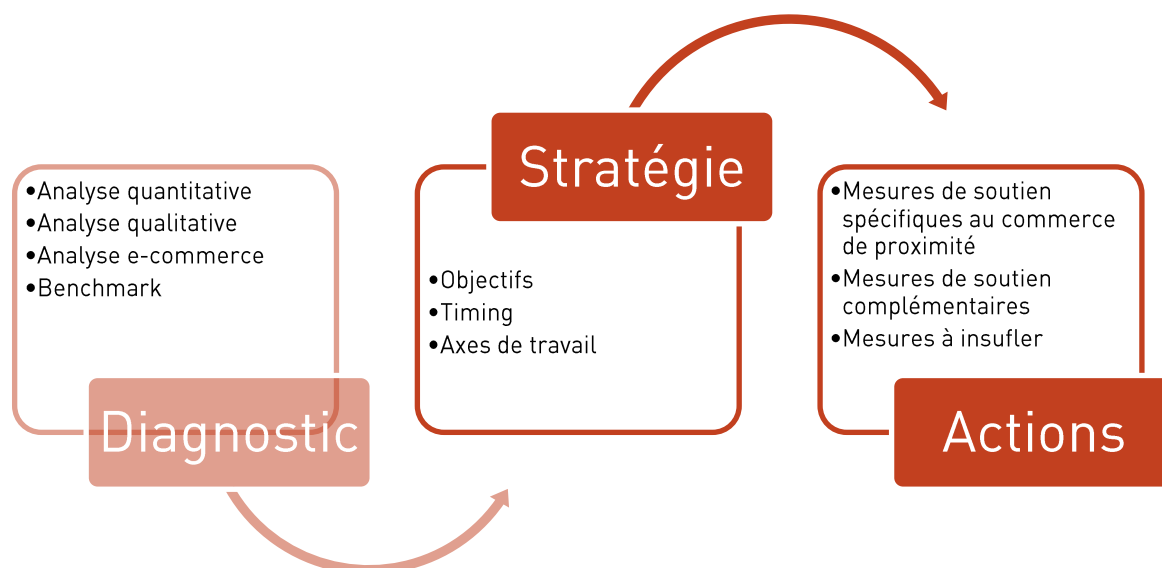 •Analyse quantitative
•Analyse qualitative
•Analyse e-commerce
•Benchmark
Diagnostic
Stratégie
•Objectifs
•Timing
•Axes de travail
•Mesures de soutien
spécifiques au commerce
de proximité
•Mesures de soutien
complémentaires
•Mesures à insufler
Actions